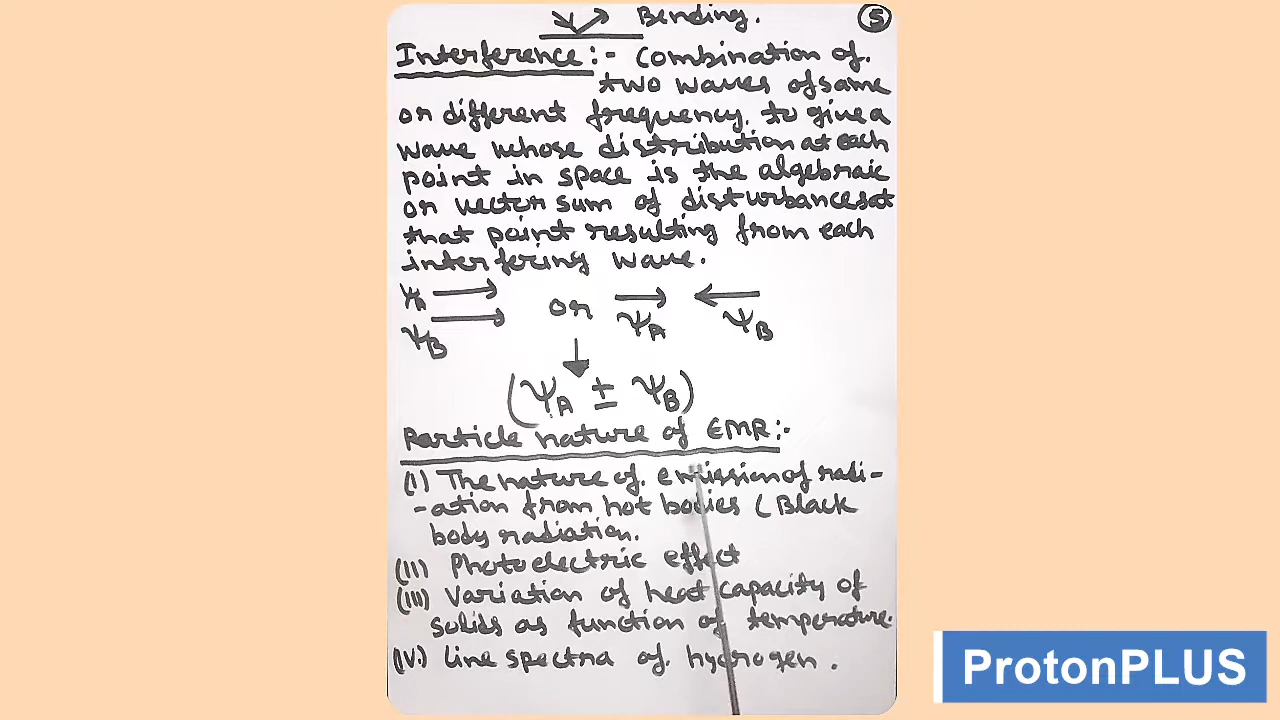 Bending. 5
Interference:- Combination of.
two waves of same
or different frequency, to give a
wave whose distribution at each
point in space is the algebraic
or vector sum of disturbances at
that point resulting from each
interfering wave.
ΨA or ΨA ΨB
ΨB
(ΨA ± ΨB)
Particle nature of EMR:-
(I) The nature of. emission of radi-
-ation from hot bodies (Black
body radiation.
(II) Photoelectric effect
(III) Variation of heat capacity of
solids as function of temperature.
(IV.) Line spectra of. hydrogen.
ProtonPLUS